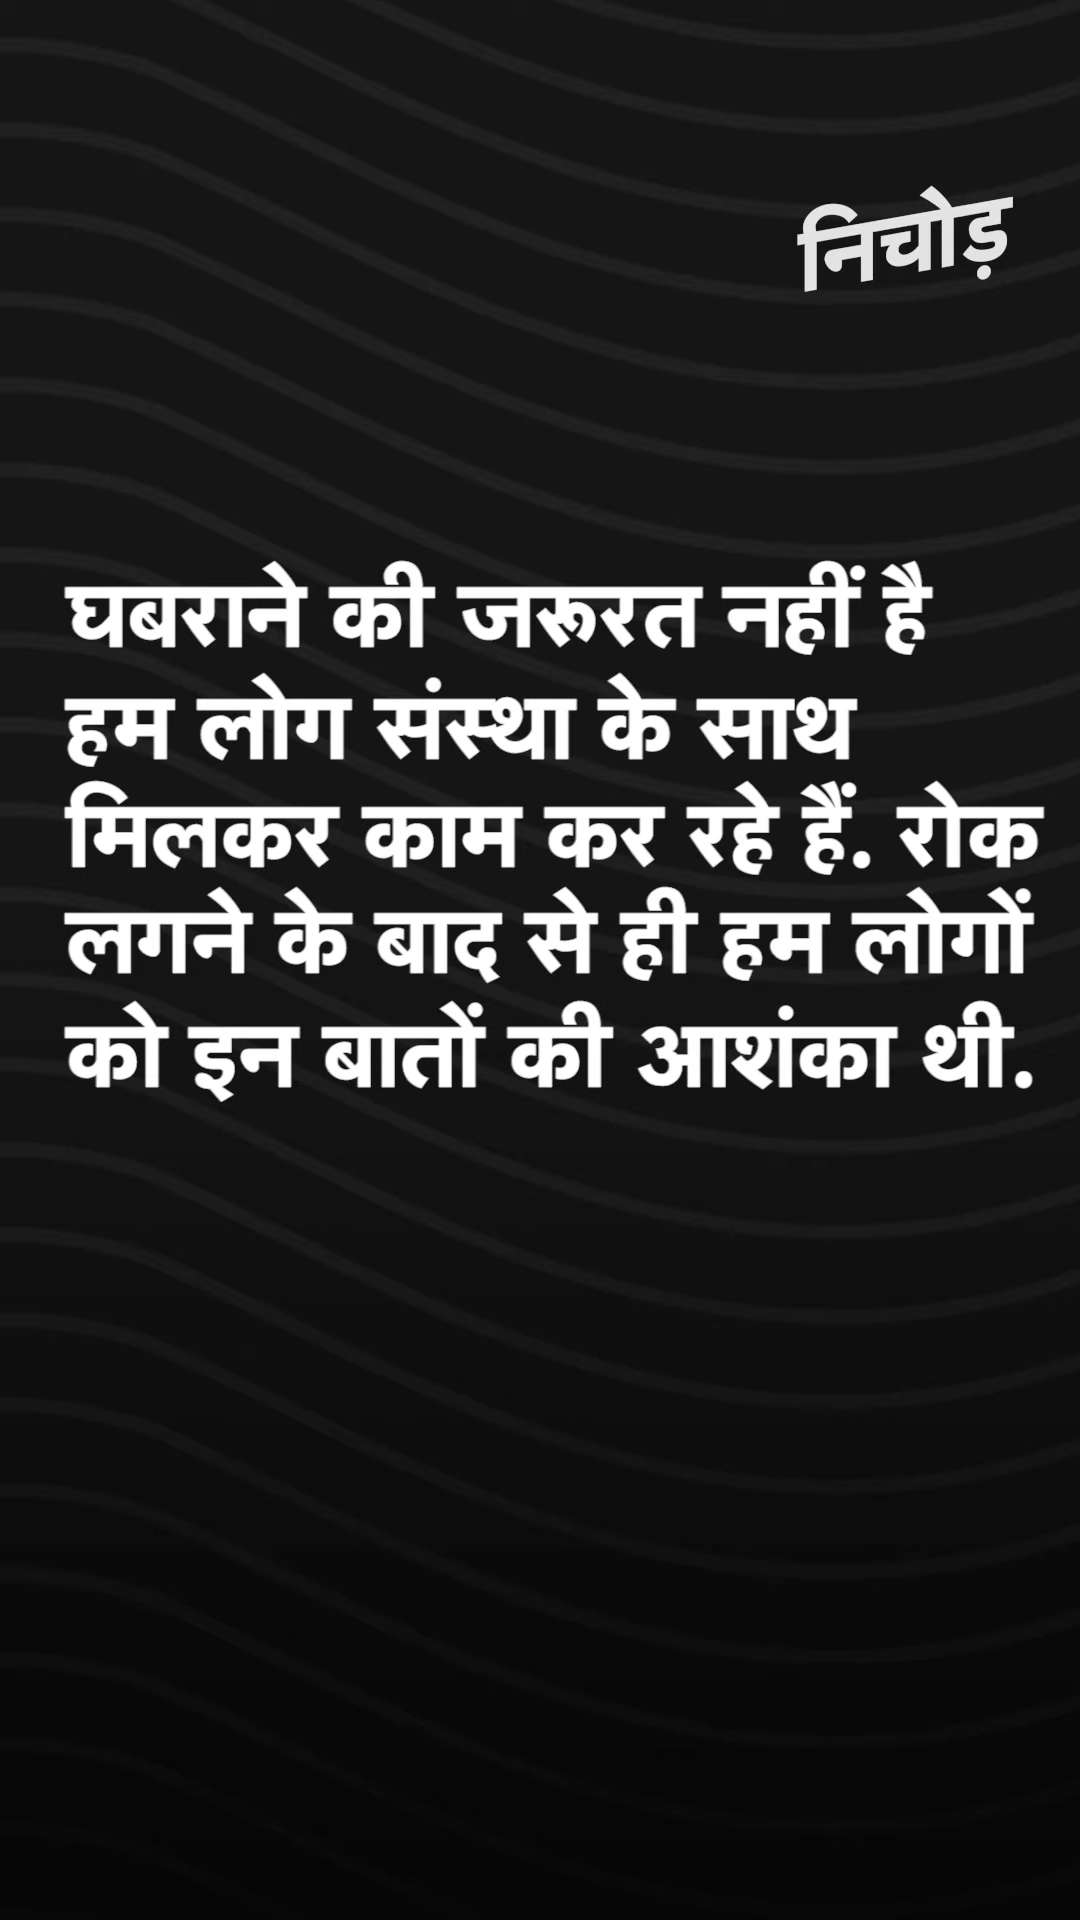 निचोड़
घबराने की जरूरत नहीं है
हम लोग संस्था के साथ
मिलकर काम कर रहे हैं. रोक
लगने के बाद से ही हम लोगों
को इन बातों की आशंका थी.